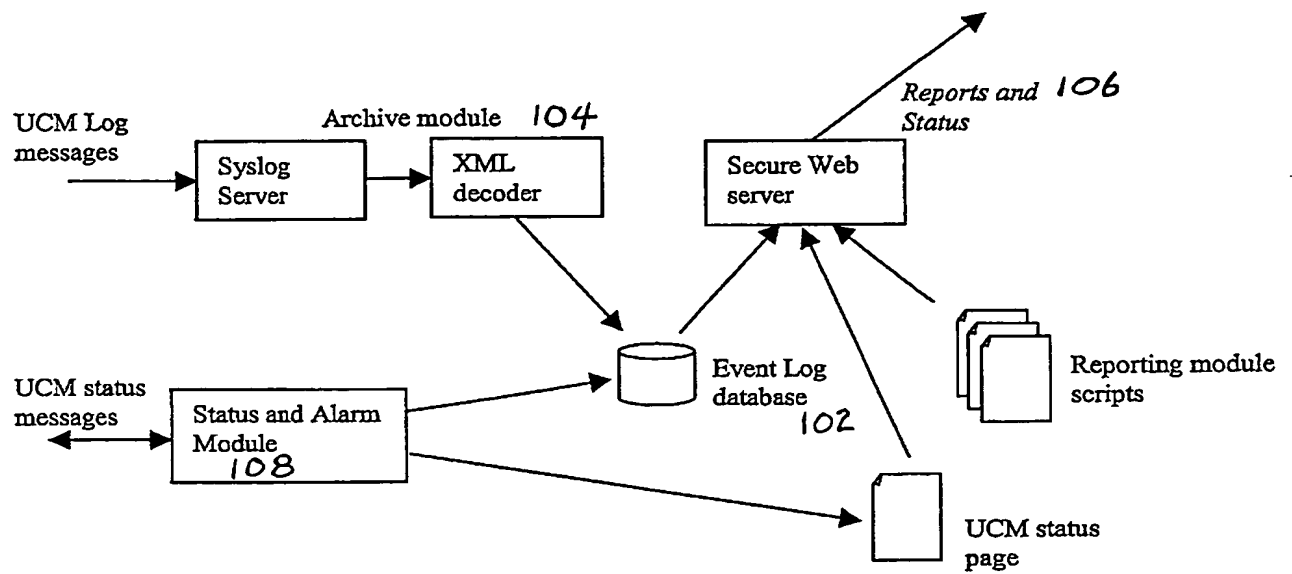 UCM Log
messages
Archive module 104
Syslog
Server
XML
decoder
Reports and 106
Status
Secure Web
server
UCM status
messages
Status and Alarm
Module
108
Event Log
database
102
Reporting module
scripts
UCM status
page